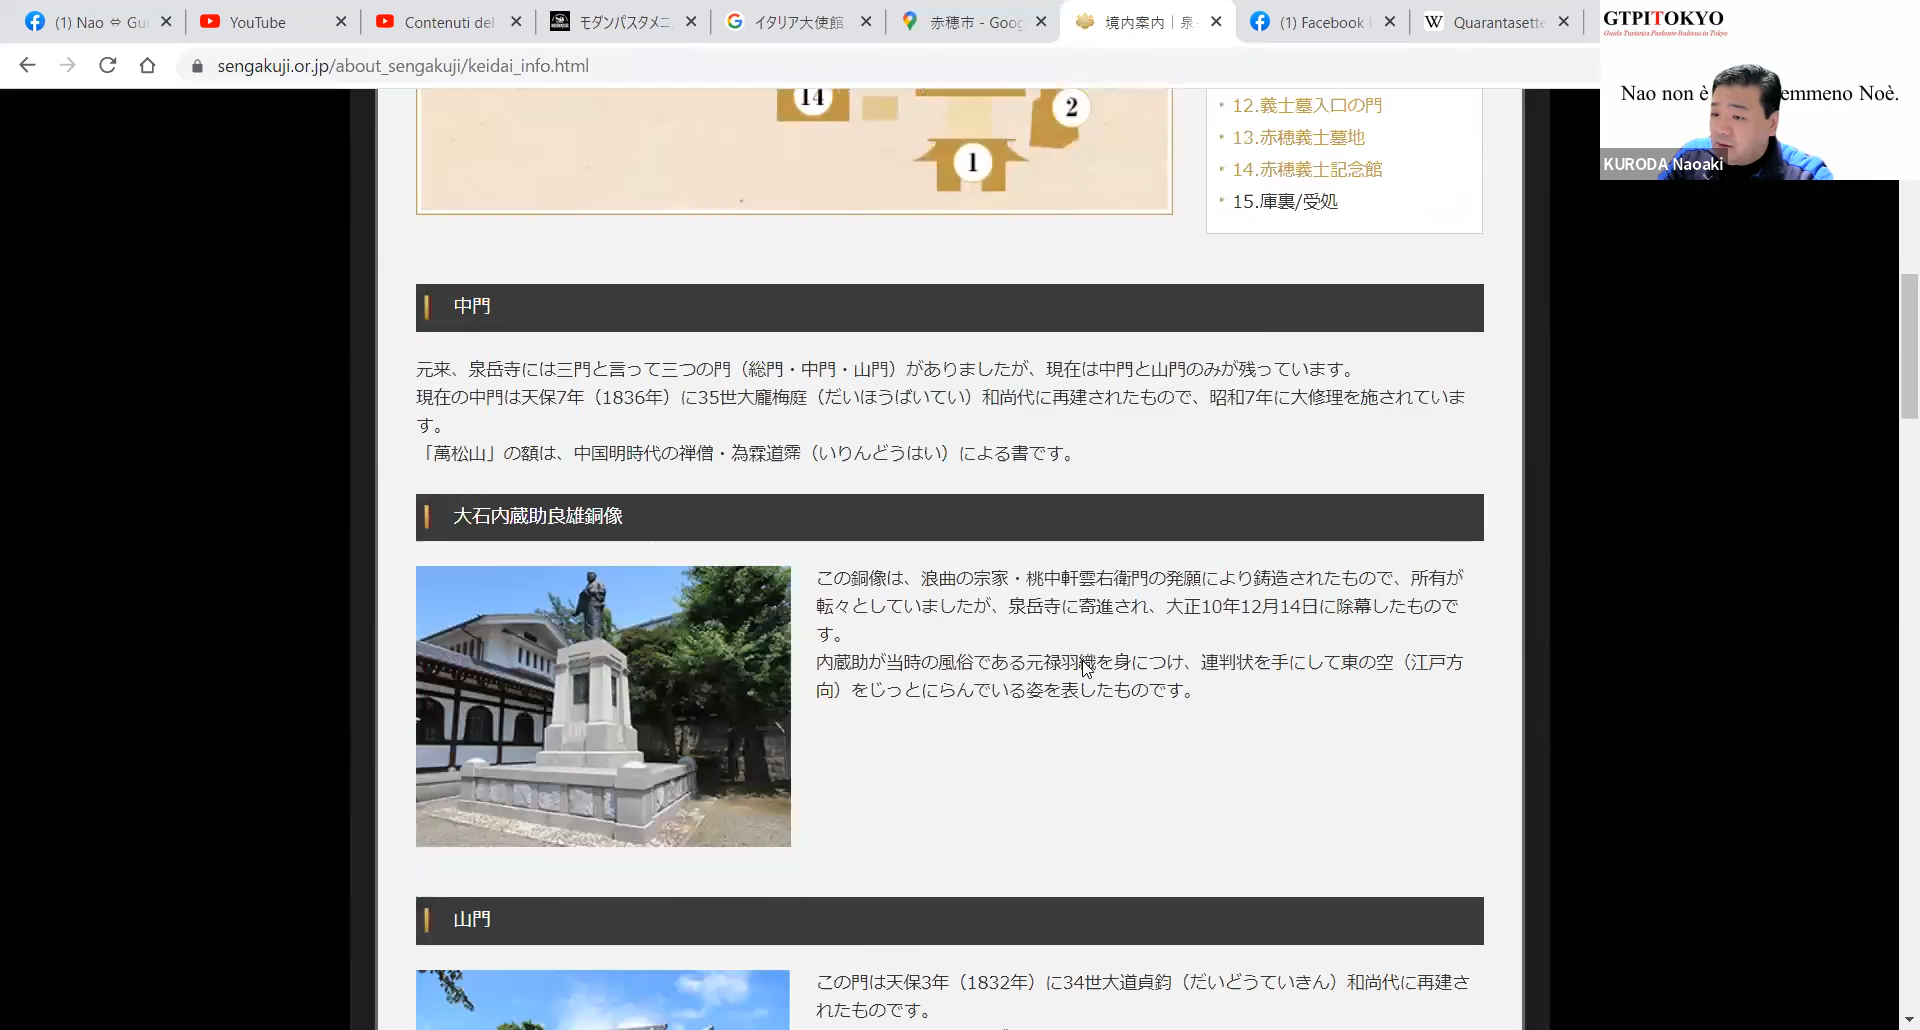 (1) Nao ⇔ Gu
YouTube
Contenuti del
モダンパスタメニ
イタリア大使館
赤穂市 - Goog
境内案内｜泉
(1) Facebook
Quarantasette
GTPITOKYO
Guida Turistica Parlante Italiano in Tokyo
sengakuji.or.jp/about_sengakuji/keidai_info.html
Nao non è emmeno Noè.
KURODA Naoaki
14
2
1
12.義士墓入口の門
13.赤穂義士墓地
14.赤穂義士記念館
15.庫裏/受処
中門
元来、泉岳寺には三門と言って三つの門（総門・中門・山門）がありましたが、現在は中門と山門のみが残っています。
現在の中門は天保7年（1836年）に35世大龐梅庭（だいほうばいてい）和尚代に再建されたもので、昭和7年に大修理を施されていま
す。
「萬松山」の額は、中国明時代の禅僧・為霖道霈（いりんどうはい）による書です。
大石内蔵助良雄銅像
この銅像は、浪曲の宗家・桃中軒雲右衛門の発願により鋳造されたもので、所有が
転々としていましたが、泉岳寺に寄進され、大正10年12月14日に除幕したもので
す。
内蔵助が当時の風俗である元禄羽織を身につけ、連判状を手にして東の空（江戸方
向）をじっとにらんでいる姿を表したものです。
山門
この門は天保3年（1832年）に34世大道貞鈞（だいどうていきん）和尚代に再建さ
れたものです。